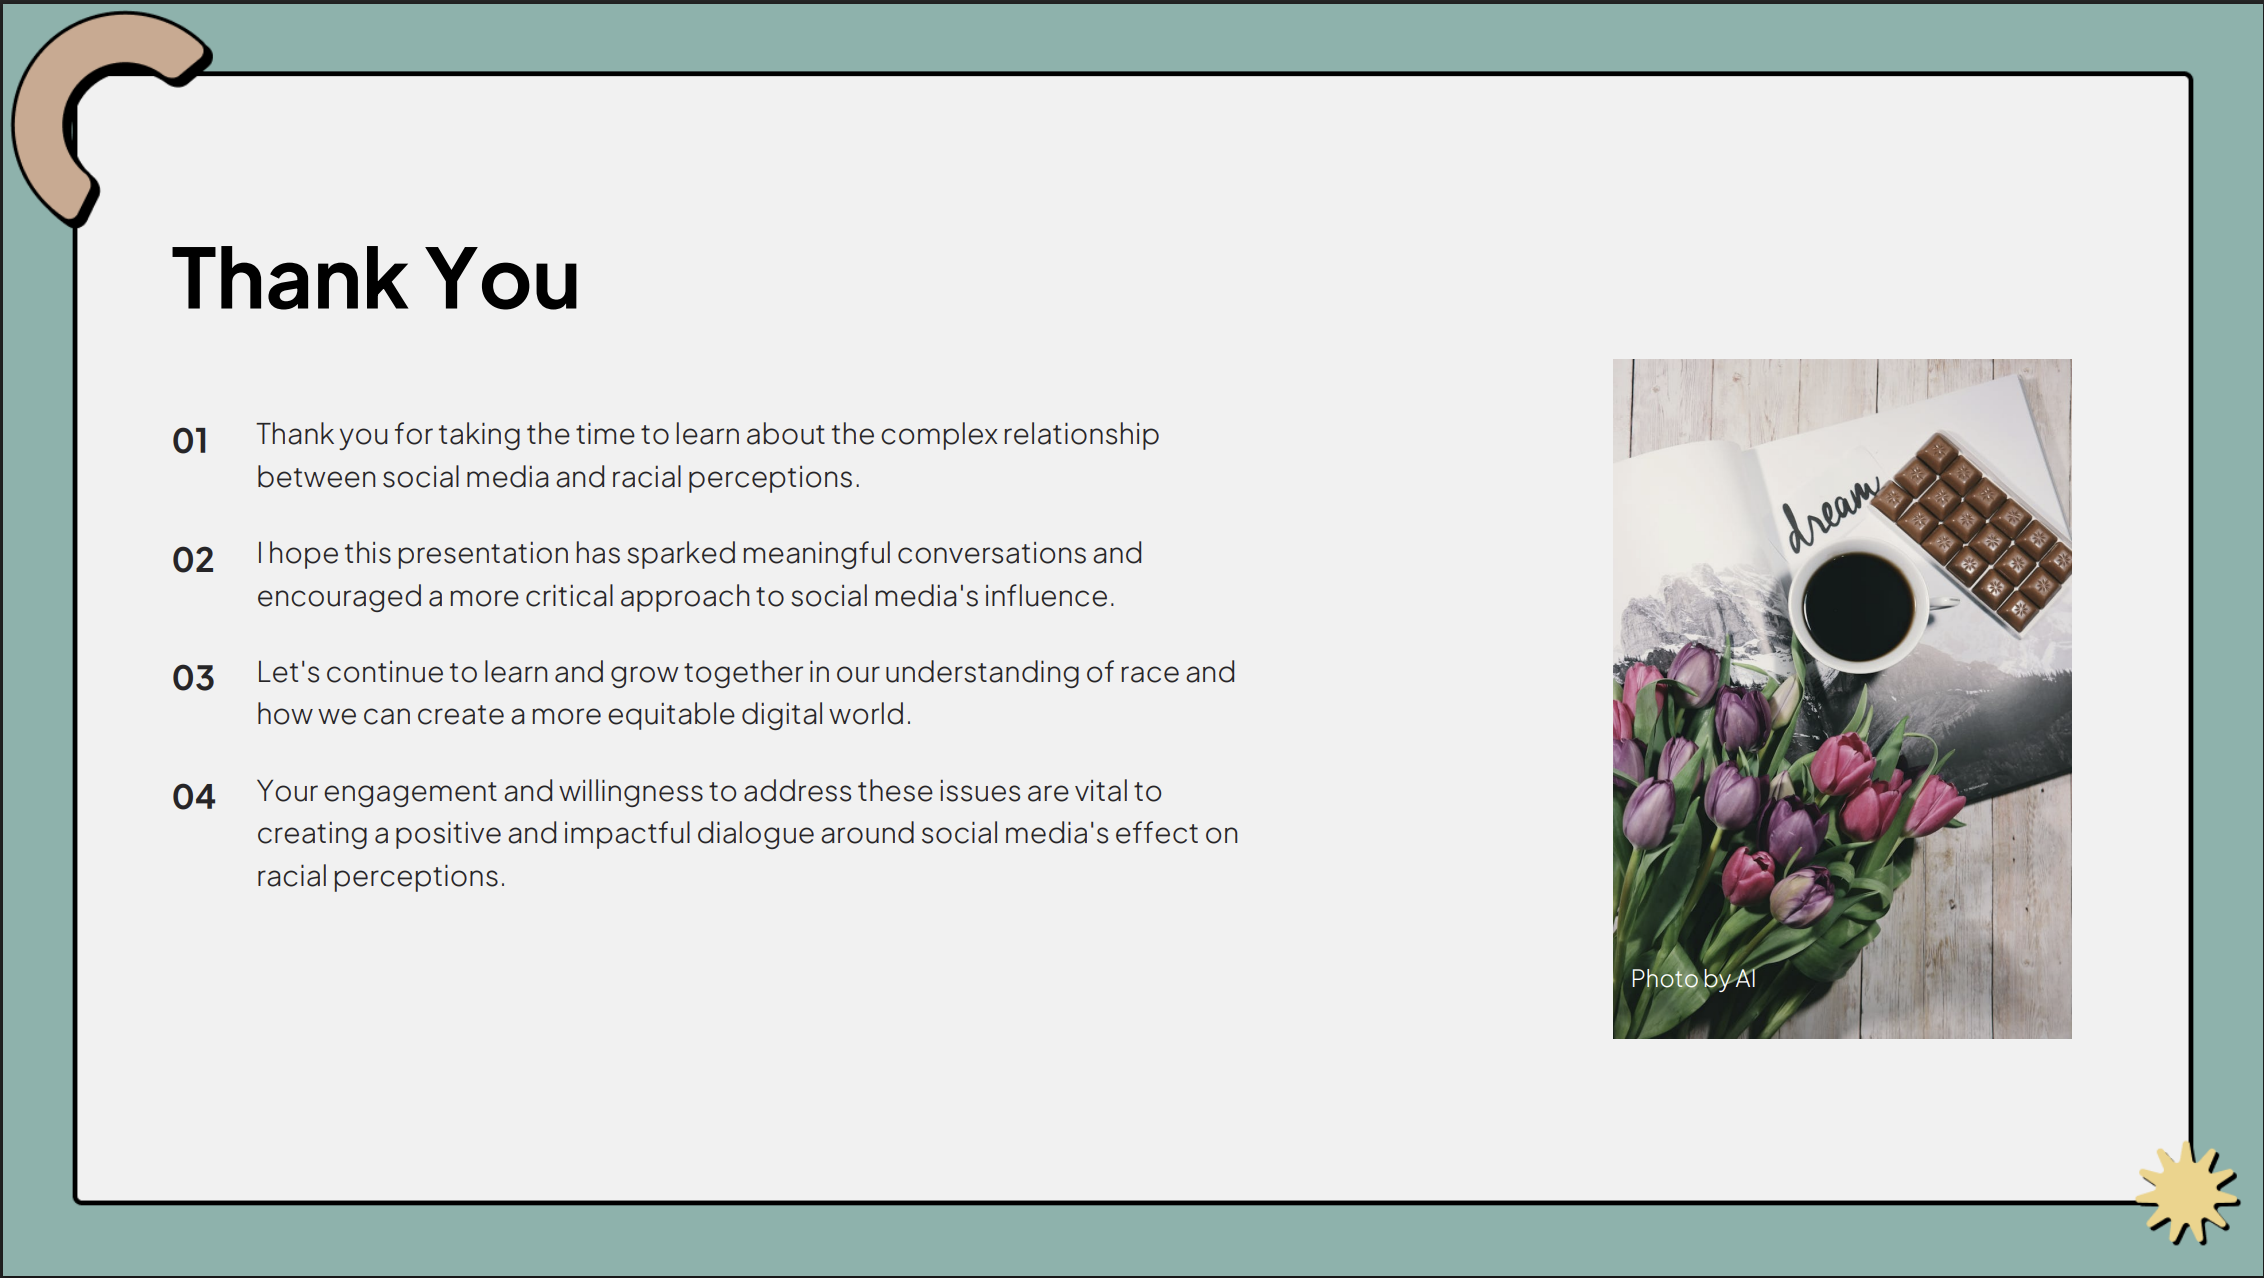 Thank You
01
Thank you for taking the time to learn about the complex relationship
between social media and racial perceptions.
02
I hope this presentation has sparked meaningful conversations and
encouraged a more critical approach to social media's influence.
03
Let's continue to learn and grow together in our understanding of race and
how we can create a more equitable digital world.
04
Your engagement and willingness to address these issues are vital to
creating a positive and impactful dialogue around social media's effect on
racial perceptions.
dream
Photo by AI